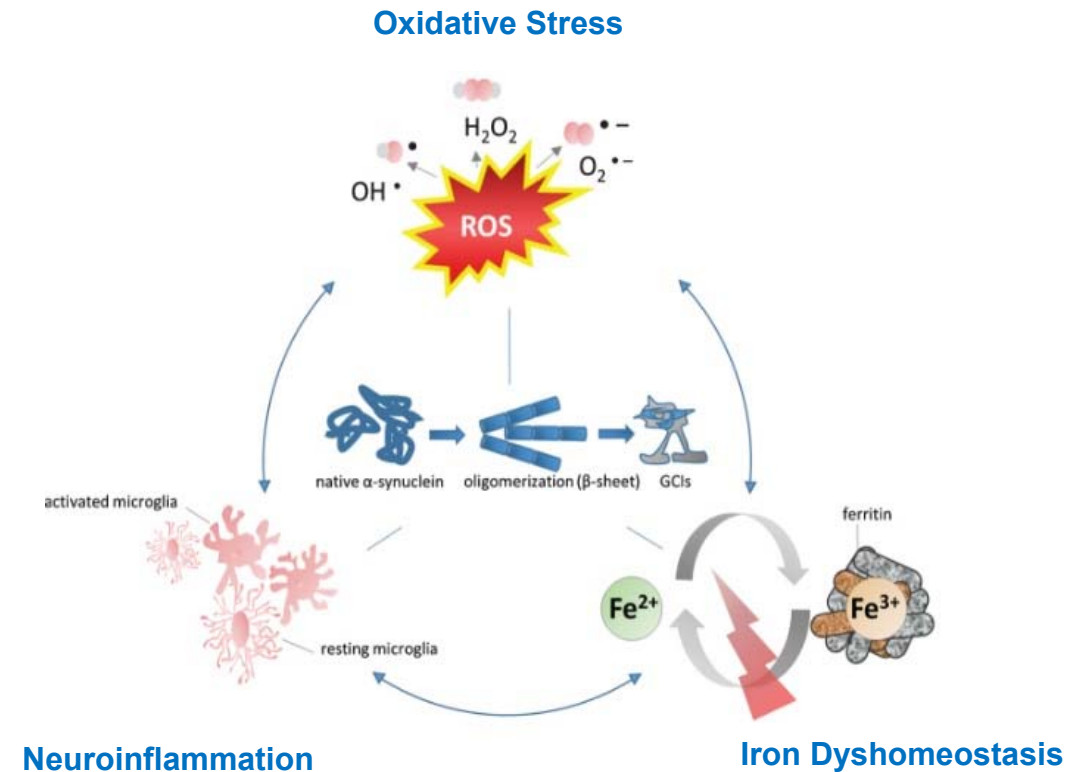 Oxidative Stress
H₂O₂
• –
•
O₂ •–
OH •
ROS
native α-synuclein
oligomerization (β-sheet)
GCIs
activated microglia
ferritin
Fe²⁺
Fe³⁺
resting microglia
Neuroinflammation
Iron Dyshomeostasis